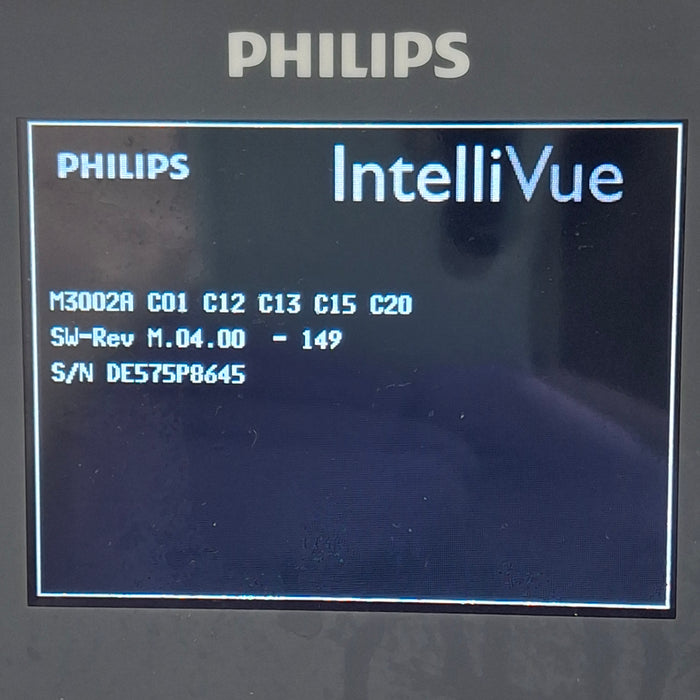 PHILIPS
PHILIPS IntelliVue
M3002A C01 C12 C13 C15 C20
SW-Rev M.04.00 - 149
S/N DE575P8645